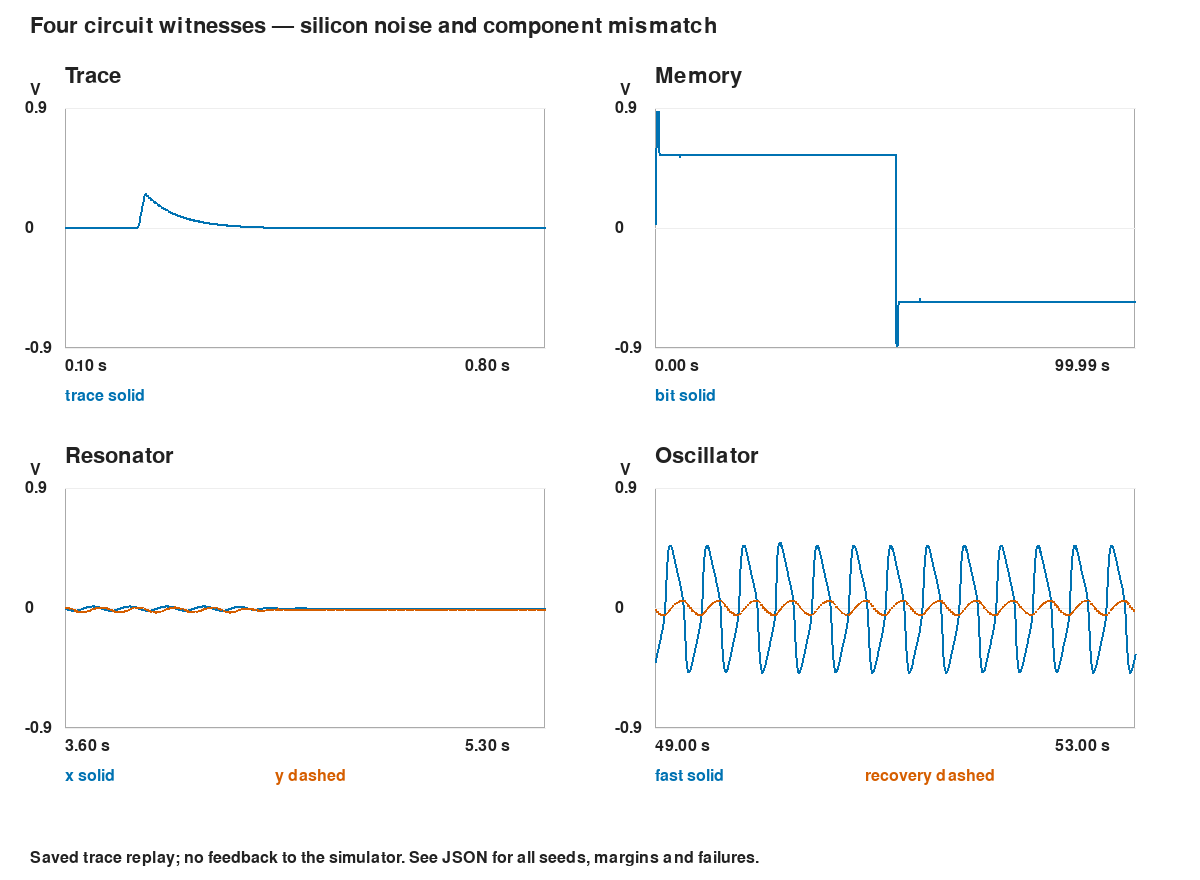 Four circuit witnesses — silicon noise and component mismatch
Trace
V
0.9
0
-0.9
0.10 s 0.80 s
trace solid
Memory
V
0.9
0
-0.9
0.00 s 99.99 s
bit solid
Resonator
V
0.9
0
-0.9
3.60 s 5.30 s
x solid y dashed
Oscillator
V
0.9
0
-0.9
49.00 s 53.00 s
fast solid recovery dashed
Saved trace replay; no feedback to the simulator. See JSON for all seeds, margins and failures.